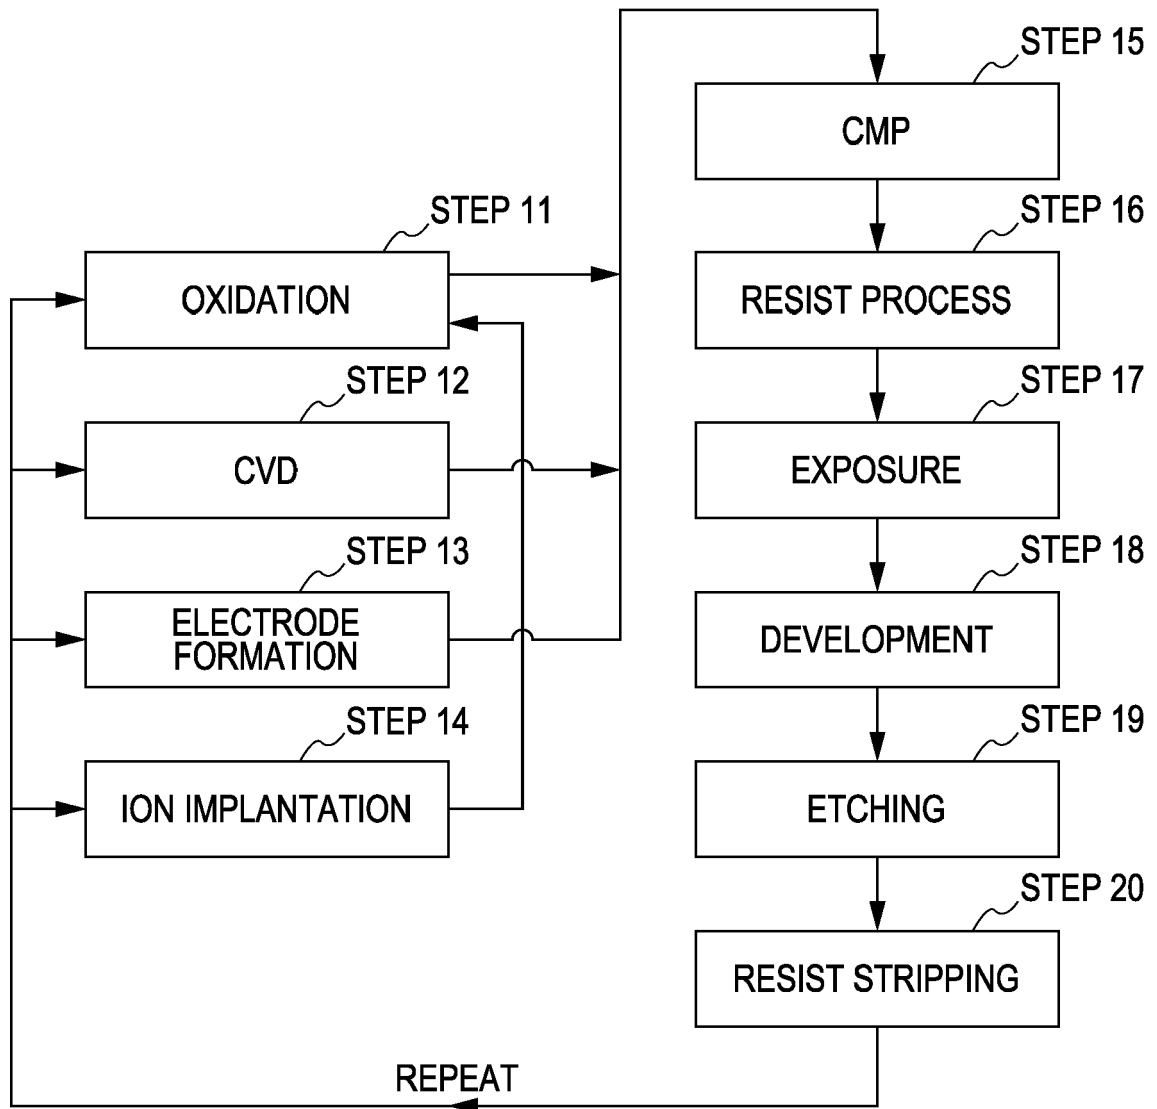 STEP 11
OXIDATION
STEP 12
CVD
STEP 13
ELECTRODE
FORMATION
STEP 14
ION IMPLANTATION
STEP 15
CMP
STEP 16
RESIST PROCESS
STEP 17
EXPOSURE
STEP 18
DEVELOPMENT
STEP 19
ETCHING
STEP 20
RESIST STRIPPING
REPEAT